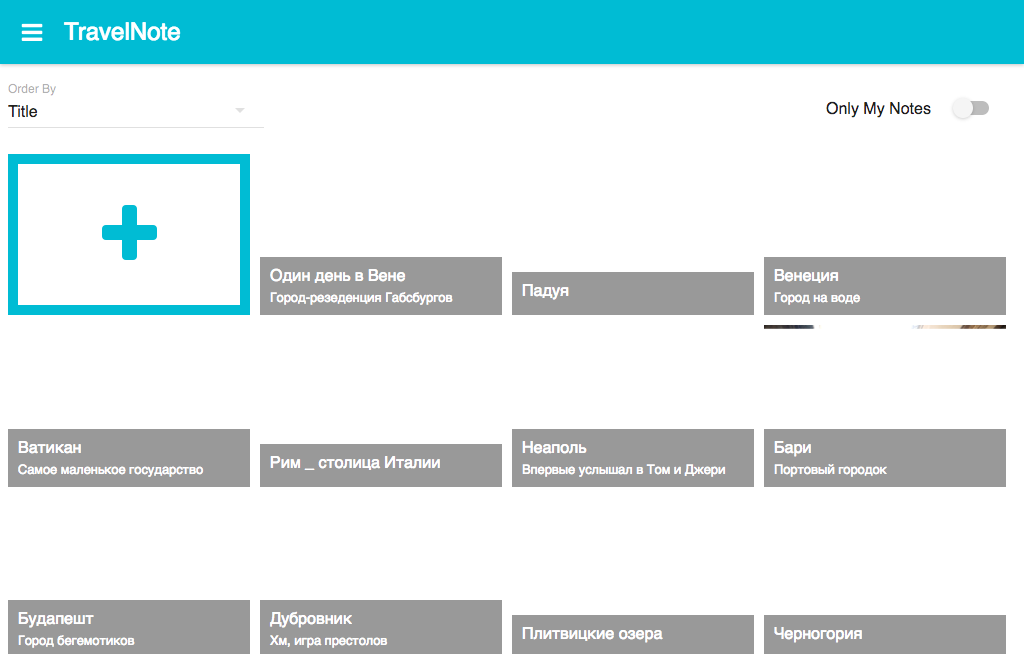 TravelNote
Order By
Title
Only My Notes
Один день в Вене
Город-резеденция Габсбургов
Падуя
Венеция
Город на воде
Ватикан
Самое маленькое государство
Рим _ столица Италии
Неаполь
Впервые услышал в Том и Джери
Бари
Портовый городок
Будапешт
Город бегемотиков
Дубровник
Хм, игра престолов
Плитвицкие озера
Черногория